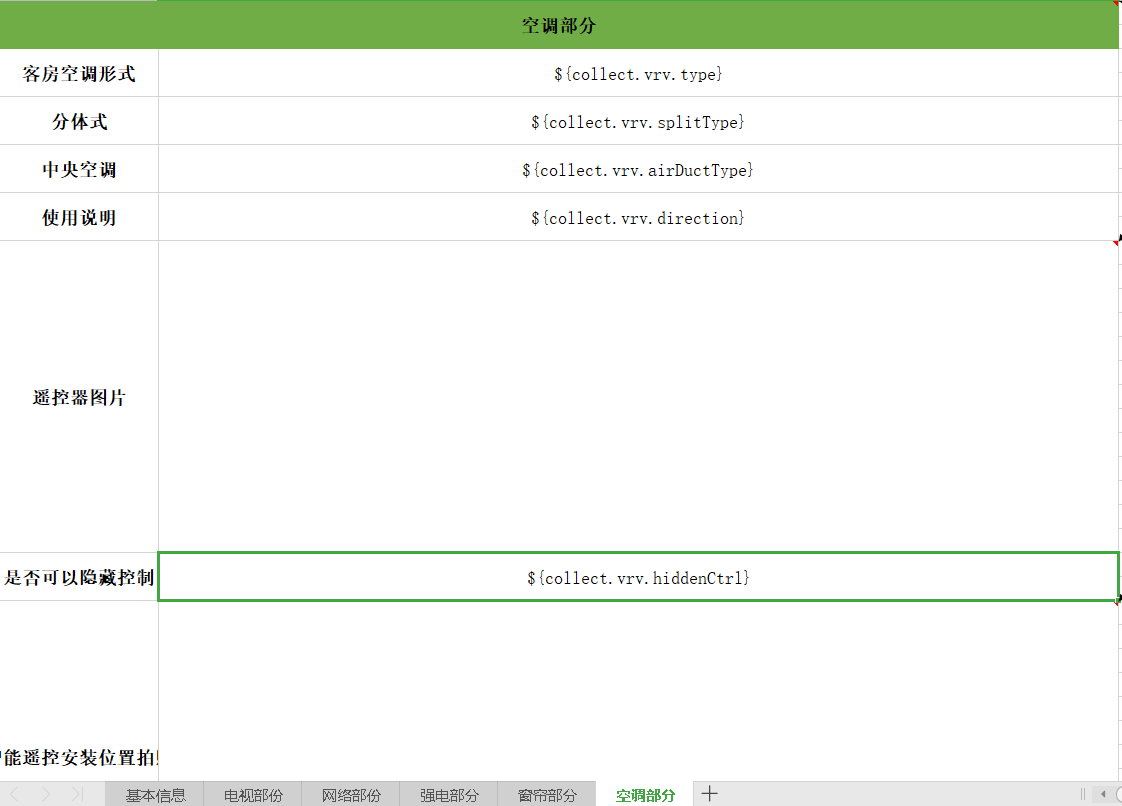 空调部分
客房空调形式 ${collect.vrv.type}
分体式 ${collect.vrv.splitType}
中央空调 ${collect.vrv.airDuctType}
使用说明 ${collect.vrv.direction}
遥控器图片
是否可以隐藏控制 ${collect.vrv.hiddenCtrl}
能遥控安装位置拍
基本信息 电视部份 网络部份 强电部分 窗帘部分 空调部分